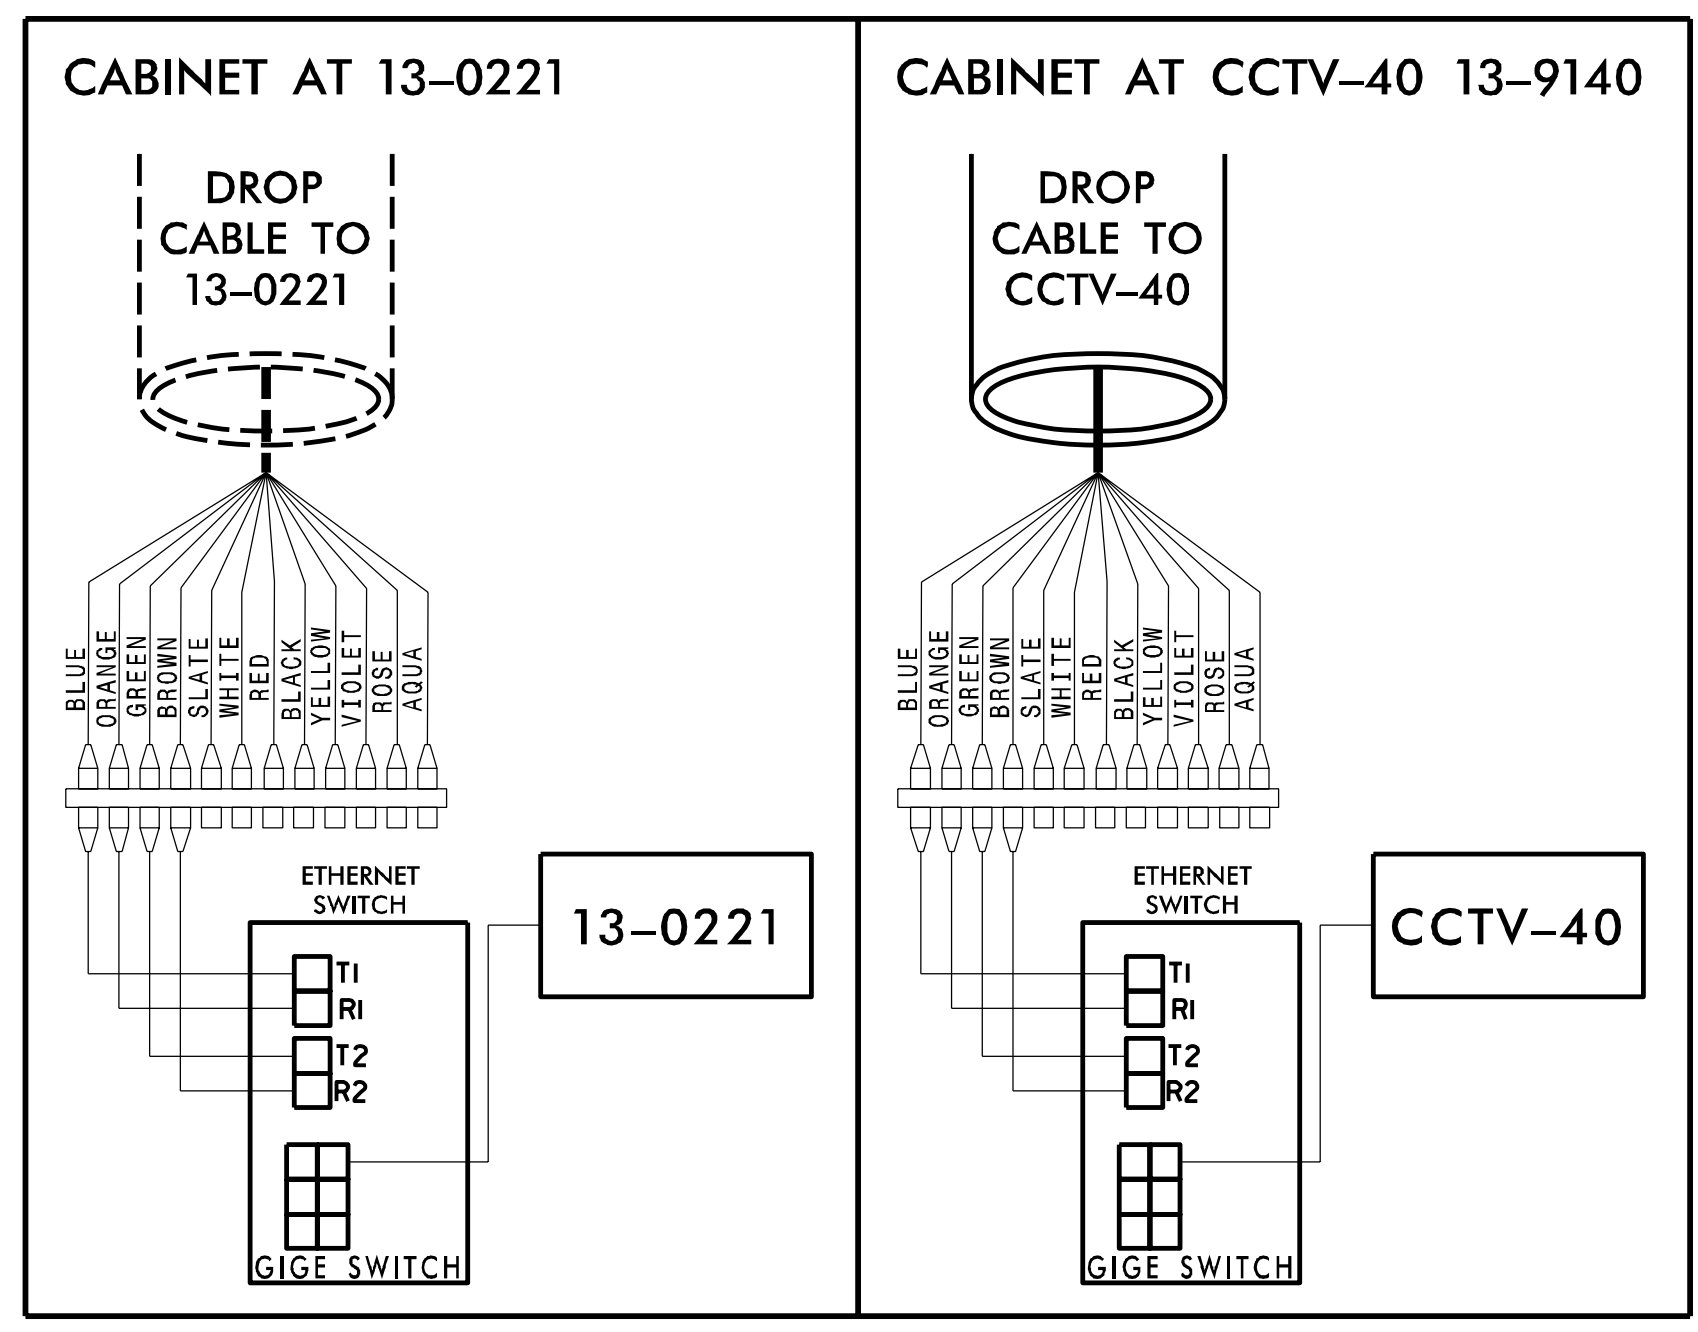 CABINET AT 13-0221
DROP
CABLE TO
13-0221
BLUE
ORANGE
GREEN
BROWN
SLATE
WHITE
RED
BLACK
YELLOW
VIOLET
ROSE
AQUA
ETHERNET
SWITCH
13-0221
T1
R1
T2
R2
GIGE SWITCH
CABINET AT CCTV-40 13-9140
DROP
CABLE TO
CCTV-40
BLUE
ORANGE
GREEN
BROWN
SLATE
WHITE
RED
BLACK
YELLOW
VIOLET
ROSE
AQUA
ETHERNET
SWITCH
CCTV-40
T1
R1
T2
R2
GIGE SWITCH